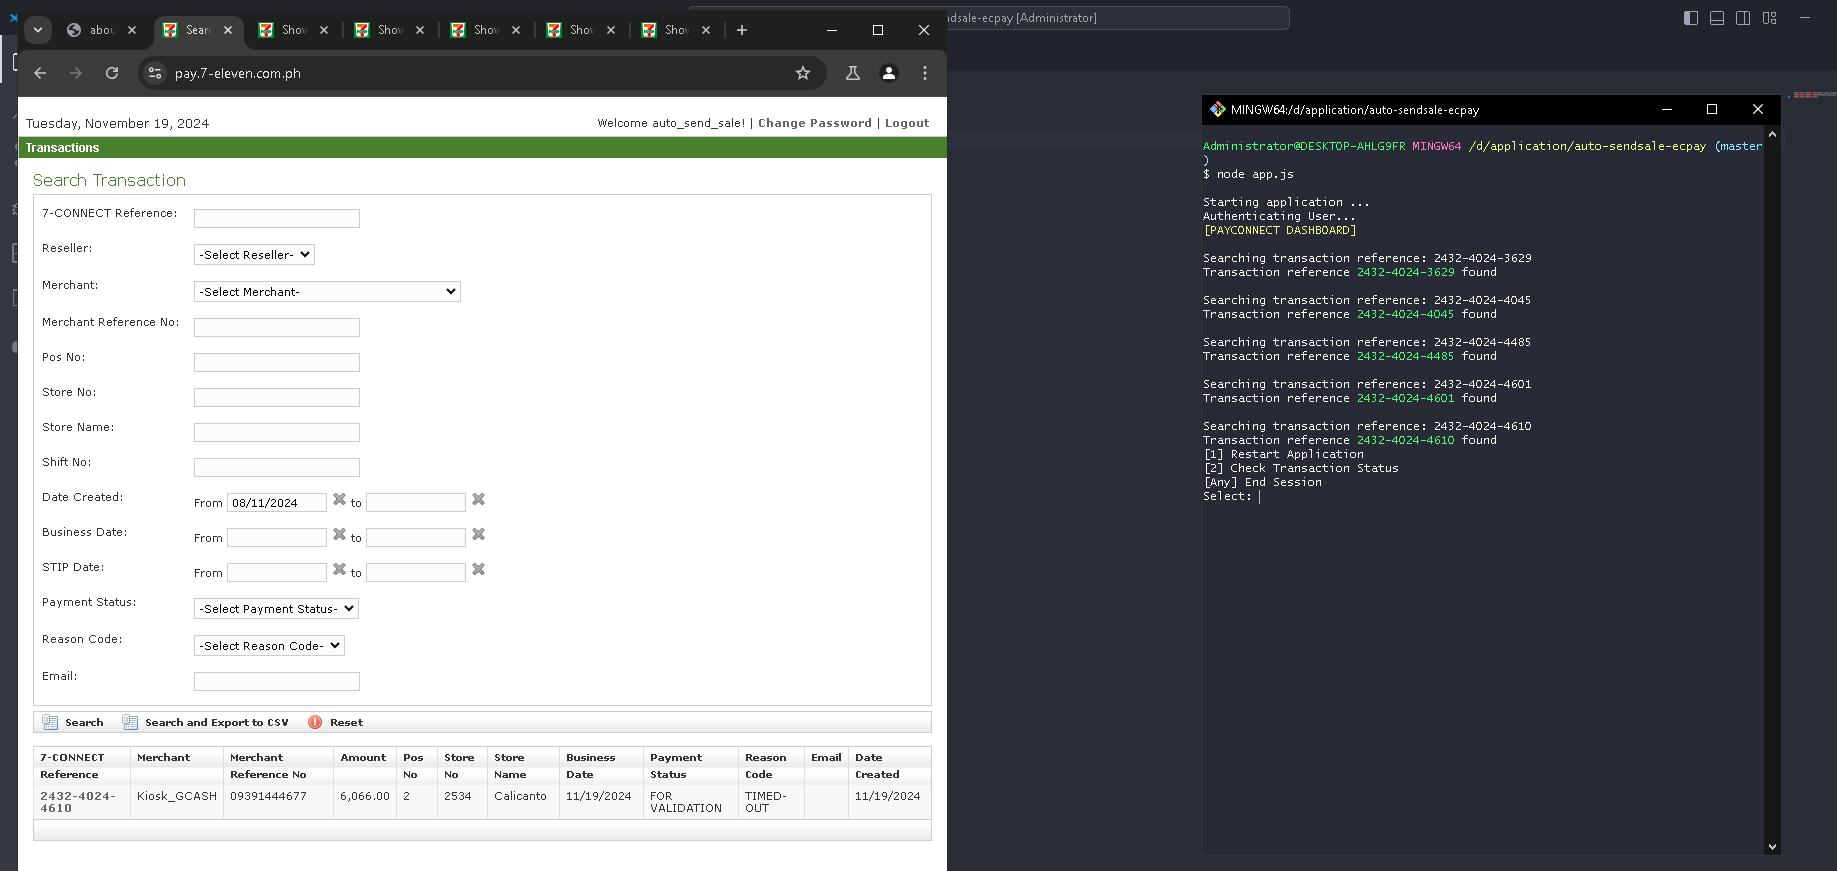 dsale-ecpay [Administrator]
abou
Searc
Show
Show
Show
Show
Show
pay.7-eleven.com.ph
Tuesday, November 19, 2024
Welcome auto_send_sale! | Change Password | Logout
Transactions
Search Transaction
7-CONNECT Reference:
Reseller:
-Select Reseller-
Merchant:
-Select Merchant-
Merchant Reference No:
Pos No:
Store No:
Store Name:
Shift No:
Date Created:
From 08/11/2024 to
Business Date:
From to
STIP Date:
From to
Payment Status:
-Select Payment Status-
Reason Code:
-Select Reason Code-
Email:
Search Search and Export to CSV Reset
7-CONNECT Merchant Merchant Amount Pos Store Store Business Payment Reason Email Date
Reference Reference No No No Name Date Status Code Created
2432-4024- Kiosk_GCASH 09391444677 6,066.00 2 2534 Calicanto 11/19/2024 FOR TIMED- 11/19/2024
4610 VALIDATION OUT
MINGW64:/d/application/auto-sendsale-ecpay
Administrator@DESKTOP-AHLG9FR MINGW64 /d/application/auto-sendsale-ecpay (master
)
$ node app.js
Starting application ...
Authenticating User...
[PAYCONNECT DASHBOARD]
Searching transaction reference: 2432-4024-3629
Transaction reference 2432-4024-3629 found
Searching transaction reference: 2432-4024-4045
Transaction reference 2432-4024-4045 found
Searching transaction reference: 2432-4024-4485
Transaction reference 2432-4024-4485 found
Searching transaction reference: 2432-4024-4601
Transaction reference 2432-4024-4601 found
Searching transaction reference: 2432-4024-4610
Transaction reference 2432-4024-4610 found
[1] Restart Application
[2] Check Transaction Status
[Any] End Session
Select: